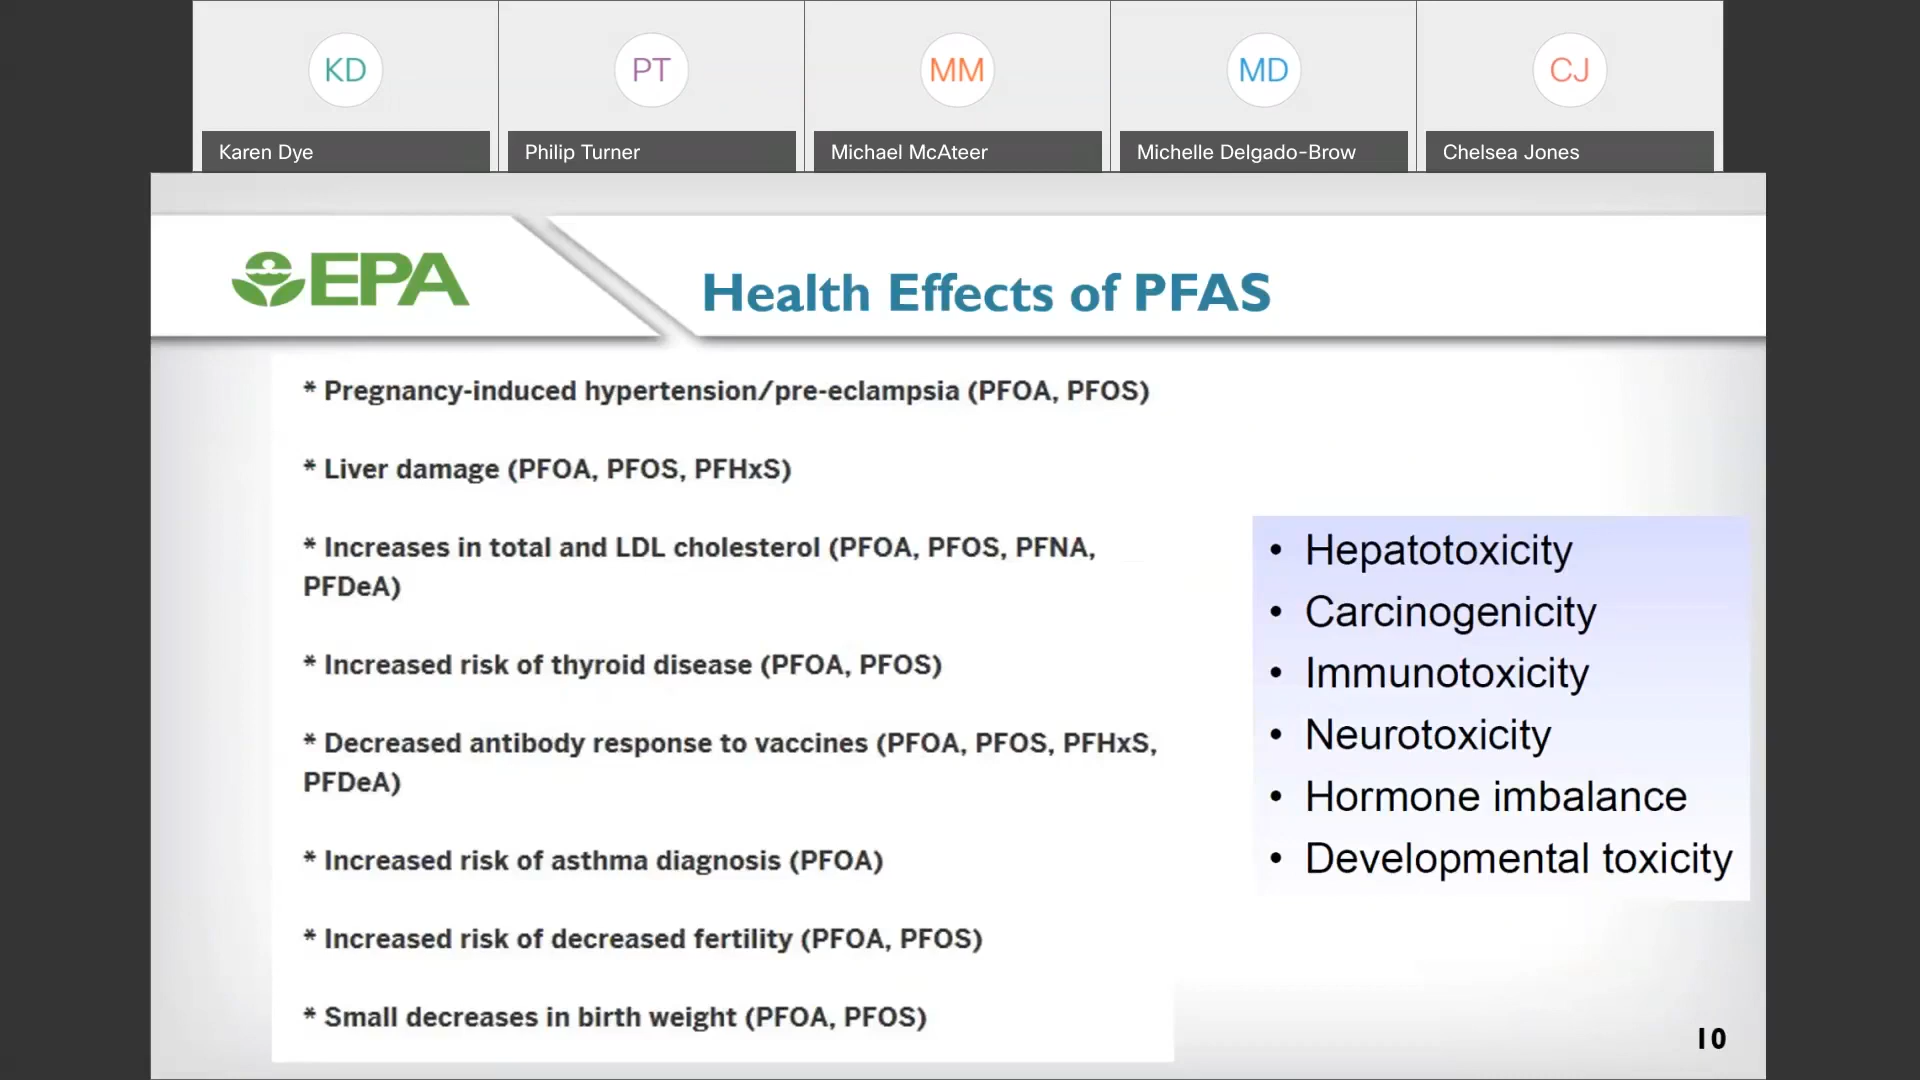 KD
PT
MM
MD
CJ
Karen Dye
Philip Turner
Michael McAteer
Michelle Delgado-Brow
Chelsea Jones
EPA
Health Effects of PFAS
* Pregnancy-induced hypertension/pre-eclampsia (PFOA, PFOS)
* Liver damage (PFOA, PFOS, PFHxS)
* Increases in total and LDL cholesterol (PFOA, PFOS, PFNA,
PFDeA)
* Increased risk of thyroid disease (PFOA, PFOS)
* Decreased antibody response to vaccines (PFOA, PFOS, PFHxS,
PFDeA)
* Increased risk of asthma diagnosis (PFOA)
* Increased risk of decreased fertility (PFOA, PFOS)
* Small decreases in birth weight (PFOA, PFOS)
• Hepatotoxicity
• Carcinogenicity
• Immunotoxicity
• Neurotoxicity
• Hormone imbalance
• Developmental toxicity
10